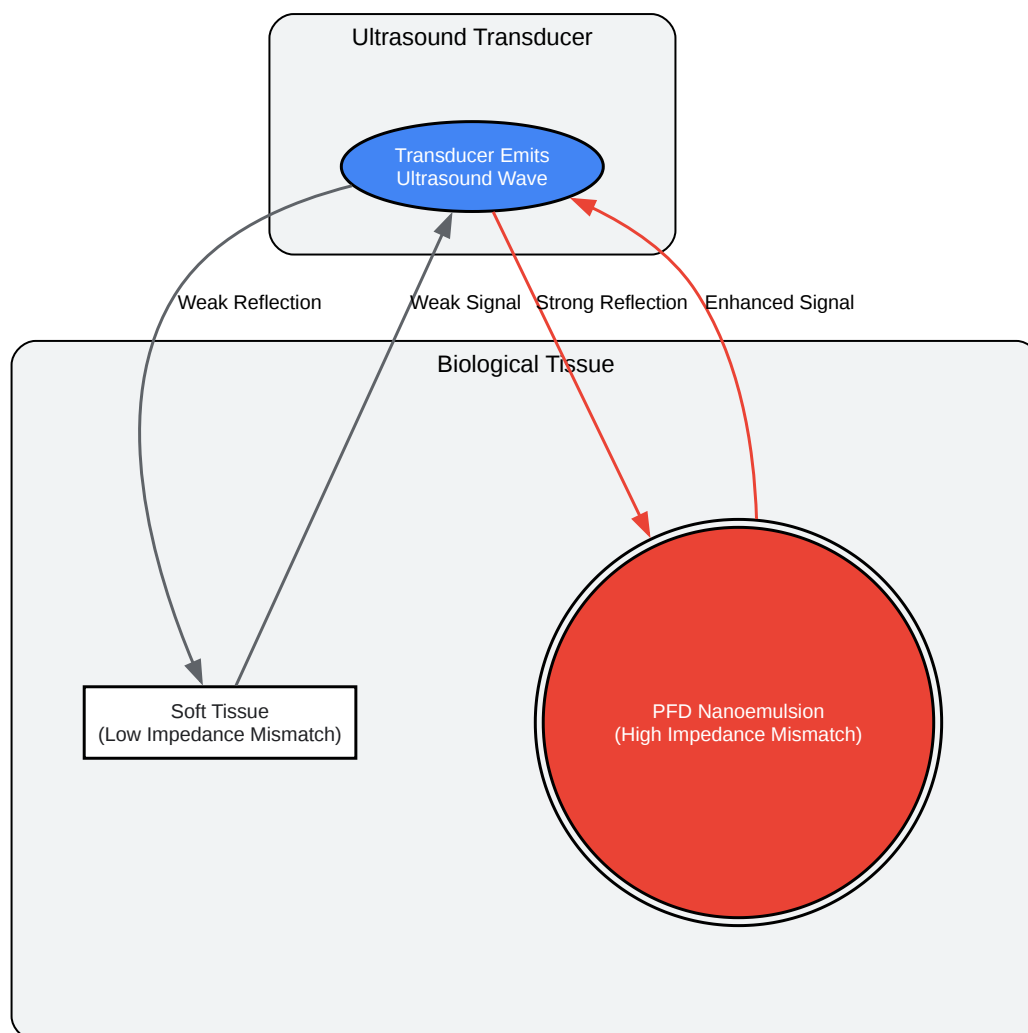 Ultrasound Transducer
Transducer Emits
Ultrasound Wave
Weak Reflection
Weak Signal
Strong Reflection
Enhanced Signal
Biological Tissue
Soft Tissue
(Low Impedance Mismatch)
PFD Nanoemulsion
(High Impedance Mismatch)